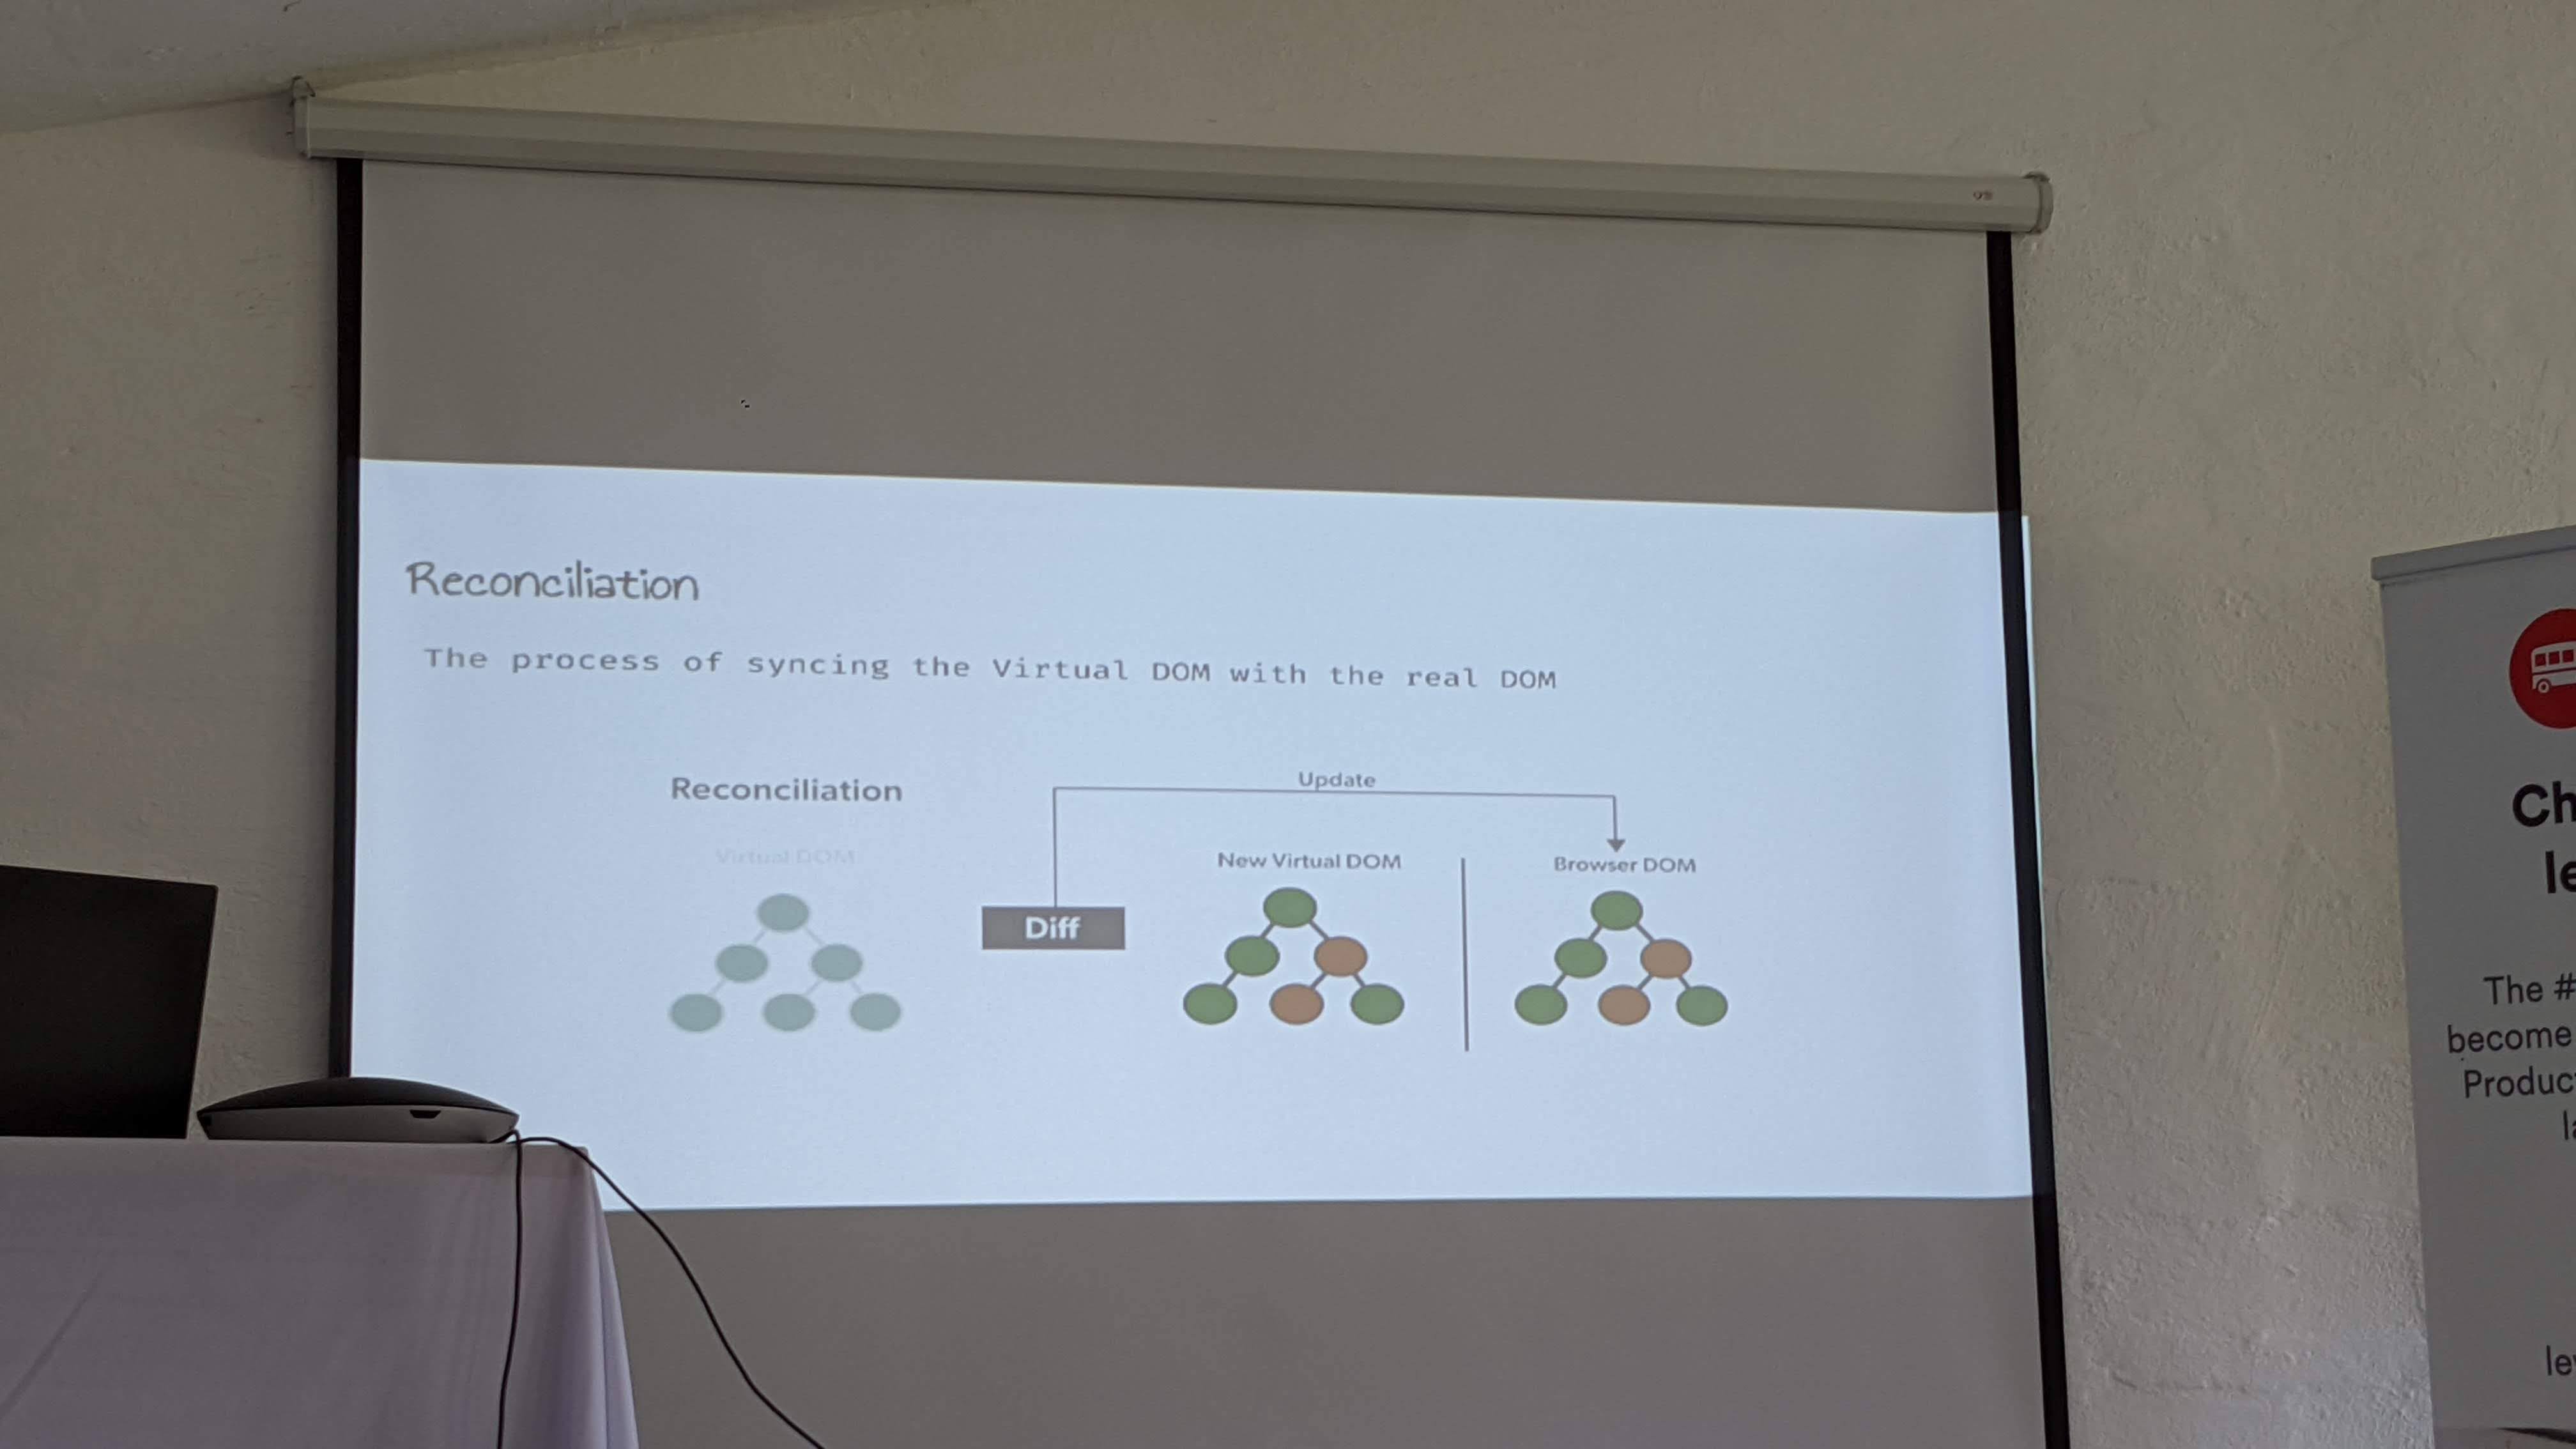 Reconciliation
The process of syncing the Virtual DOM with the real DOM
Reconciliation
Update
Virtual DOM
New Virtual DOM
Browser DOM
Diff
Ch
le
The #
become
Produc
la
le